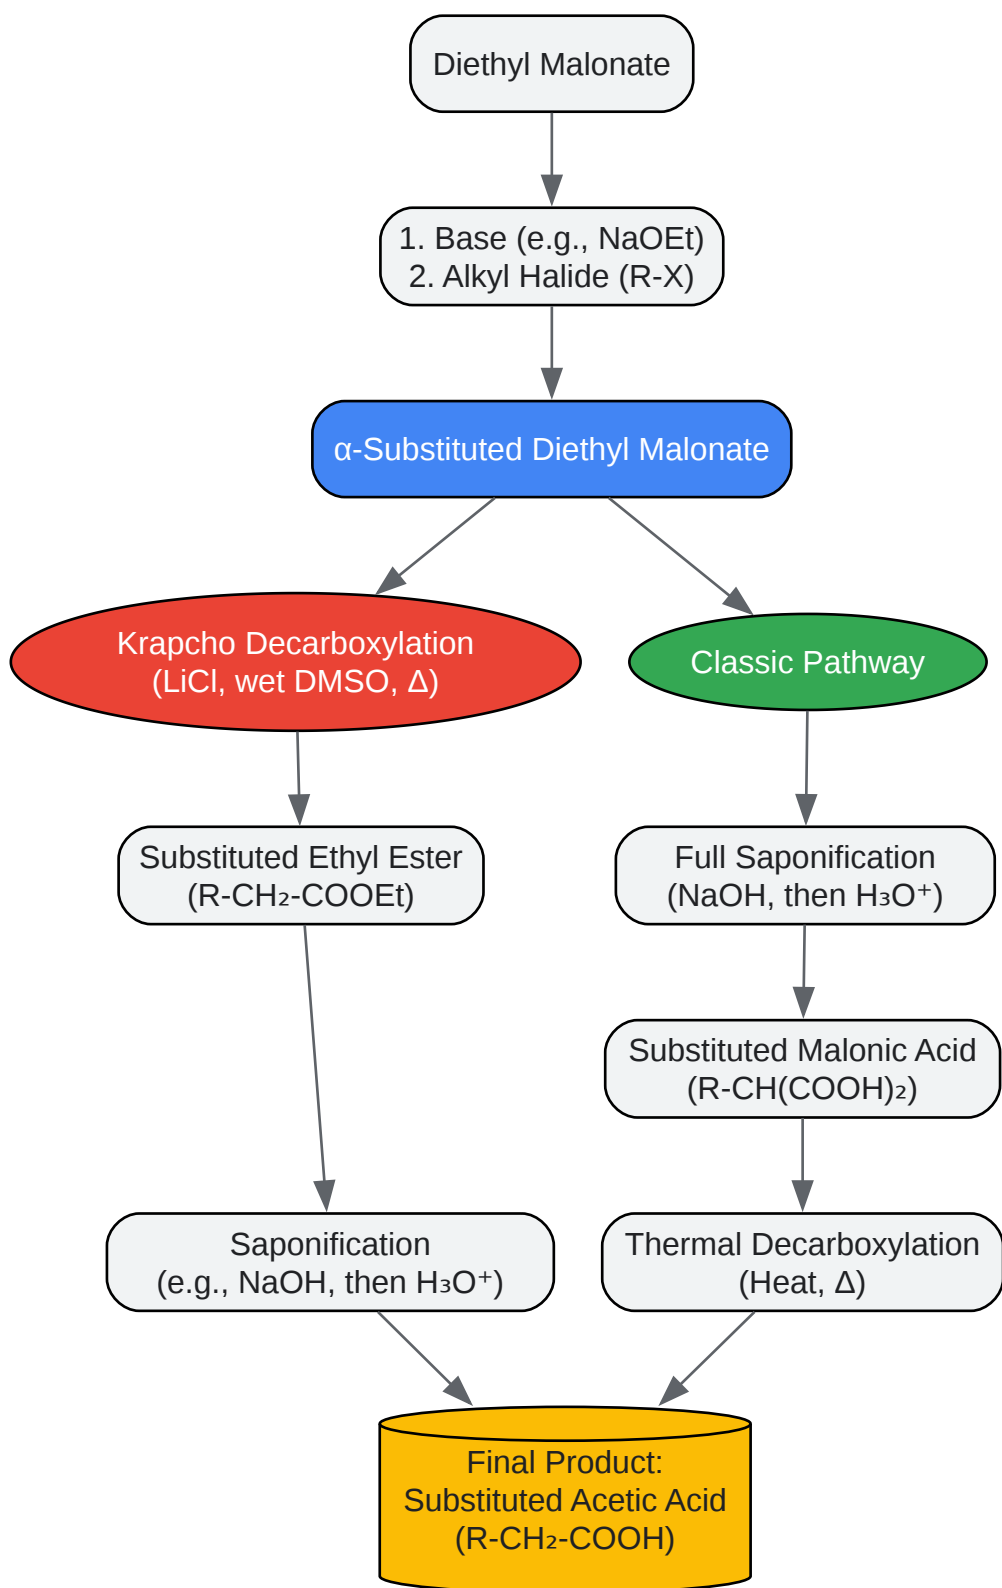 Diethyl Malonate
1. Base (e.g., NaOEt)
2. Alkyl Halide (R-X)
α-Substituted Diethyl Malonate
Krapcho Decarboxylation
(LiCl, wet DMSO, Δ)
Classic Pathway
Substituted Ethyl Ester
(R-CH₂-COOEt)
Full Saponification
(NaOH, then H₃O⁺)
Substituted Malonic Acid
(R-CH(COOH)₂)
Saponification
(e.g., NaOH, then H₃O⁺)
Thermal Decarboxylation
(Heat, Δ)
Final Product:
Substituted Acetic Acid
(R-CH₂-COOH)